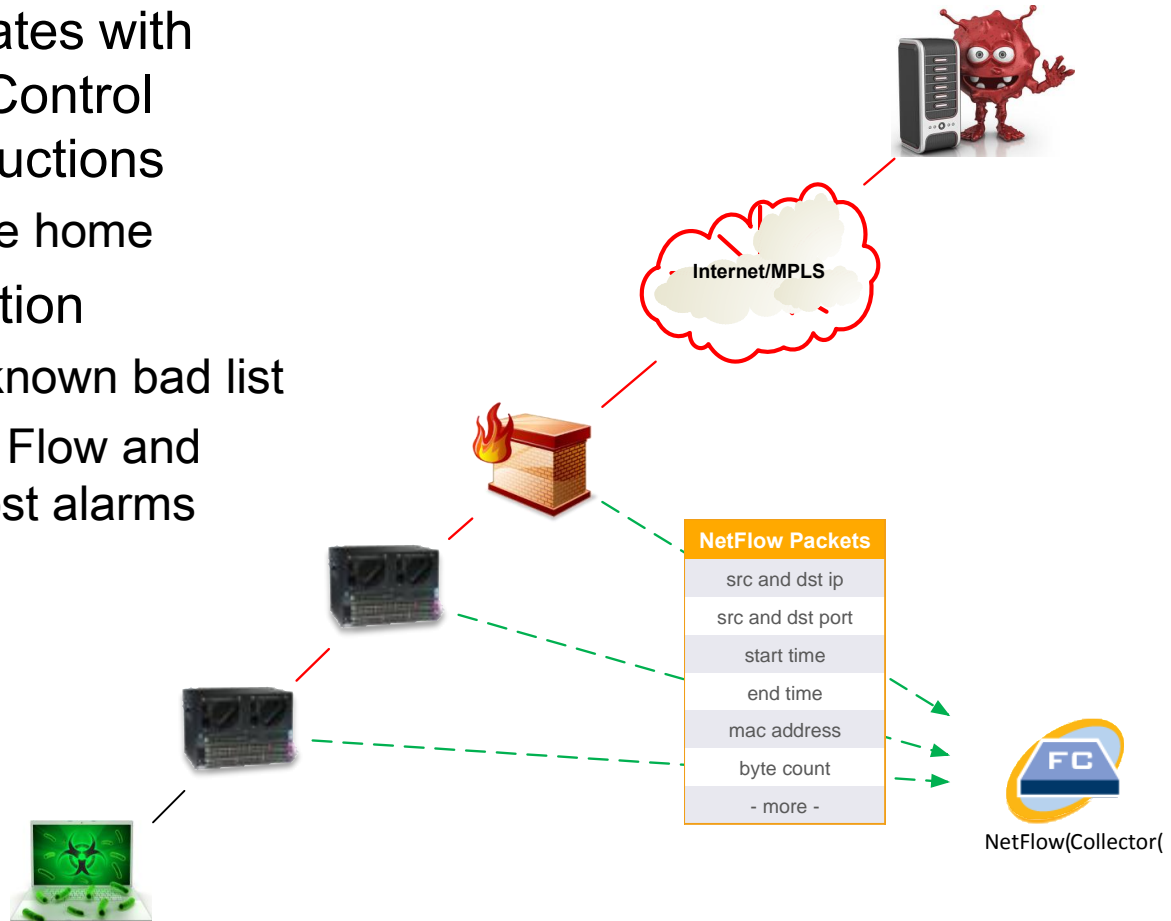 ates with
Control
uctions
e home
tion
known bad list
Flow and
est alarms
Internet/MPLS
NetFlow Packets
src and dst ip
src and dst port
start time
end time
mac address
byte count
- more -
FC
NetFlow(Collector(